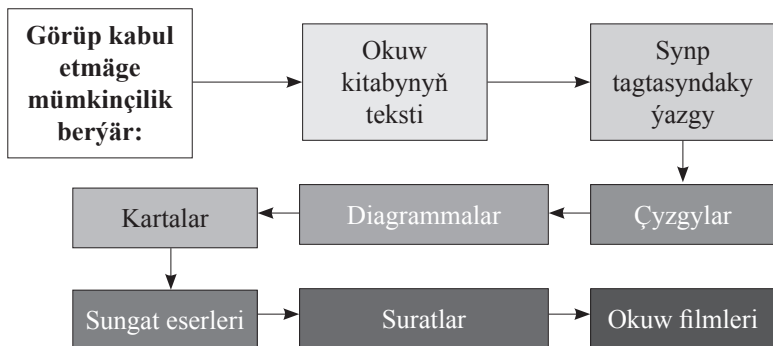 Görüp kabul
etmäge
mümkinçilik
berýär:
Okuw
kitabynyň
teksti
Synp
tagtasyndaky
ýazgy
Çyzgylar
Diagrammalar
Kartalar
Sungat eserleri
Suratlar
Okuw filmleri